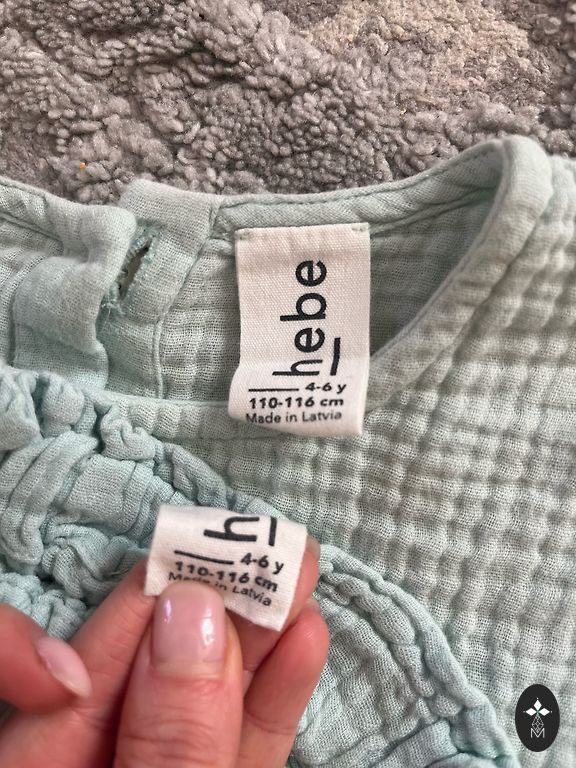 hebe
4-6 y
110-116 cm
Made in Latvia
h
4-6 y
110-116 cm
Made in Latvia
M